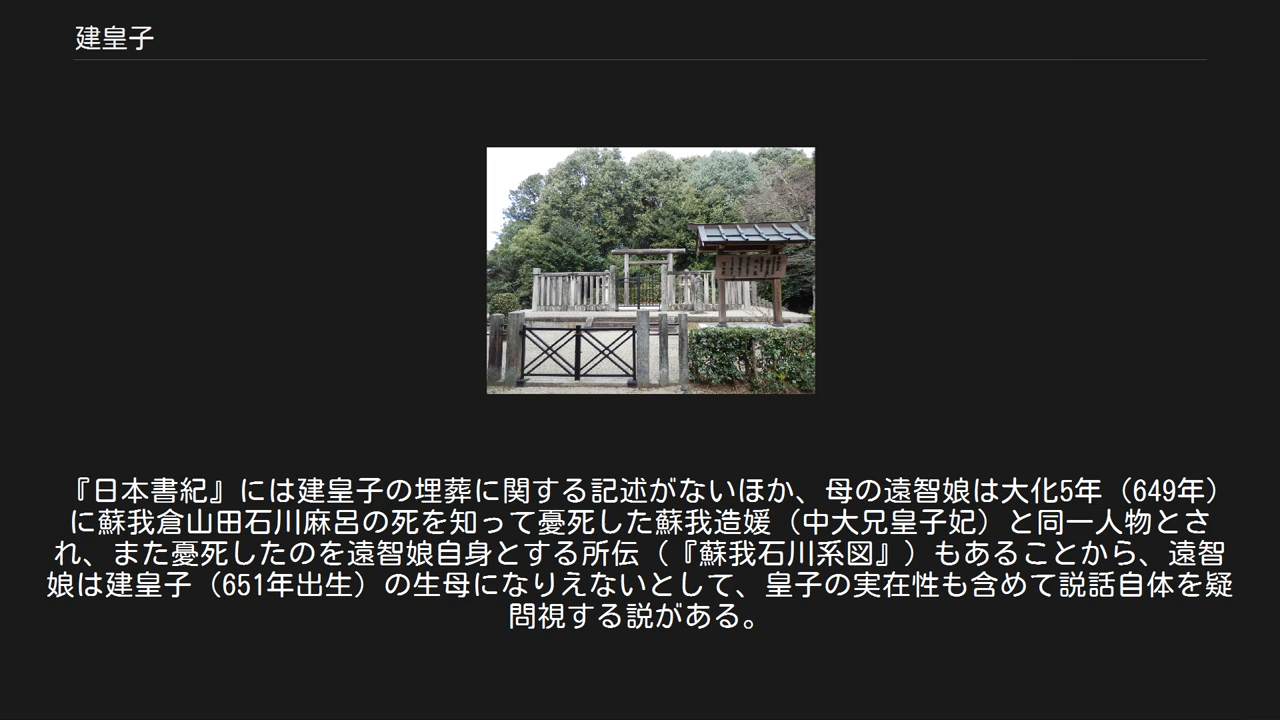 建皇子
『日本書紀』には建皇子の埋葬に関する記述がないほか、母の遠智娘は大化5年（649年）
に蘇我倉山田石川麻呂の死を知って憂死した蘇我造媛（中大兄皇子妃）と同一人物とさ
れ、また憂死したのを遠智娘自身とする所伝（『蘇我石川系図』）もあることから、遠智
娘は建皇子（651年出生）の生母になりえないとして、皇子の実在性も含めて説話自体を疑
問視する説がある。